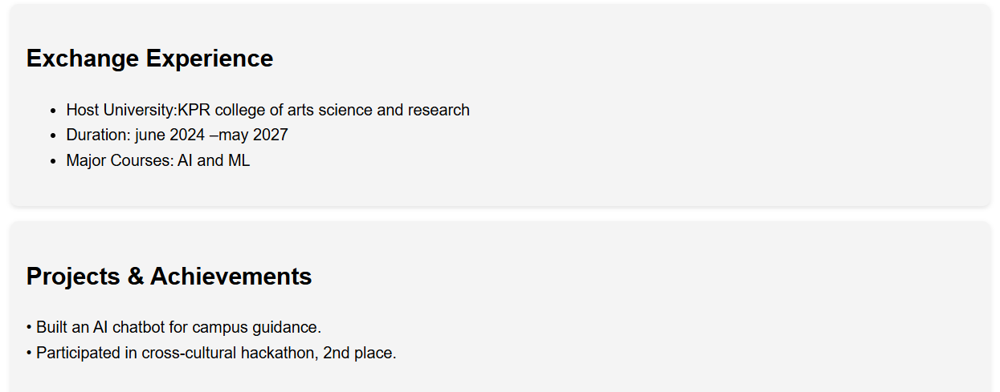 Exchange Experience
• Host University:KPR college of arts science and research
• Duration: june 2024 –may 2027
• Major Courses: AI and ML
Projects & Achievements
• Built an AI chatbot for campus guidance.
• Participated in cross-cultural hackathon, 2nd place.